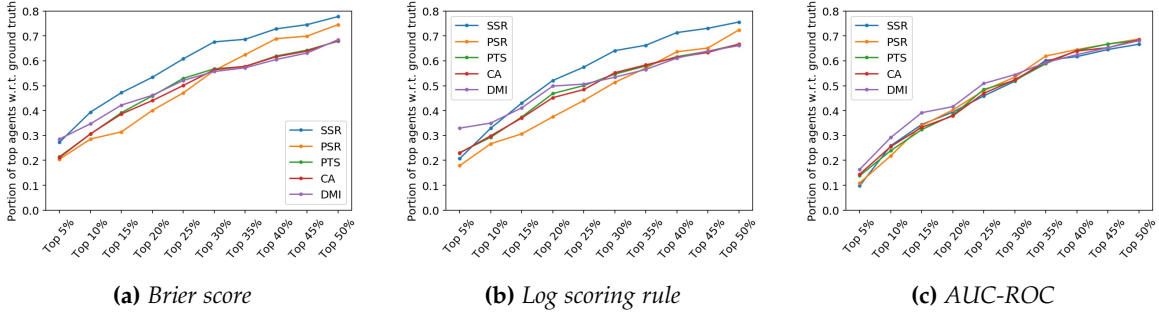 Portion of top agents w.r.t. ground truth
0.8
0.7
0.6
0.5
0.4
0.3
0.2
0.1
0.0
SSR
PSR
PTS
CA
DMI
Top 5%
Top 10%
Top 15%
Top 20%
Top 25%
Top 30%
Top 35%
Top 40%
Top 45%
Top 50%
(a) Brier score
Portion of top agents w.r.t. ground truth
0.8
0.7
0.6
0.5
0.4
0.3
0.2
0.1
0.0
SSR
PSR
PTS
CA
DMI
Top 5%
Top 10%
Top 15%
Top 20%
Top 25%
Top 30%
Top 35%
Top 40%
Top 45%
Top 50%
(b) Log scoring rule
Portion of top agents w.r.t. ground truth
0.8
0.7
0.6
0.5
0.4
0.3
0.2
0.1
0.0
SSR
PSR
PTS
CA
DMI
Top 5%
Top 10%
Top 15%
Top 20%
Top 25%
Top 30%
Top 35%
Top 40%
Top 45%
Top 50%
(c) AUC-ROC